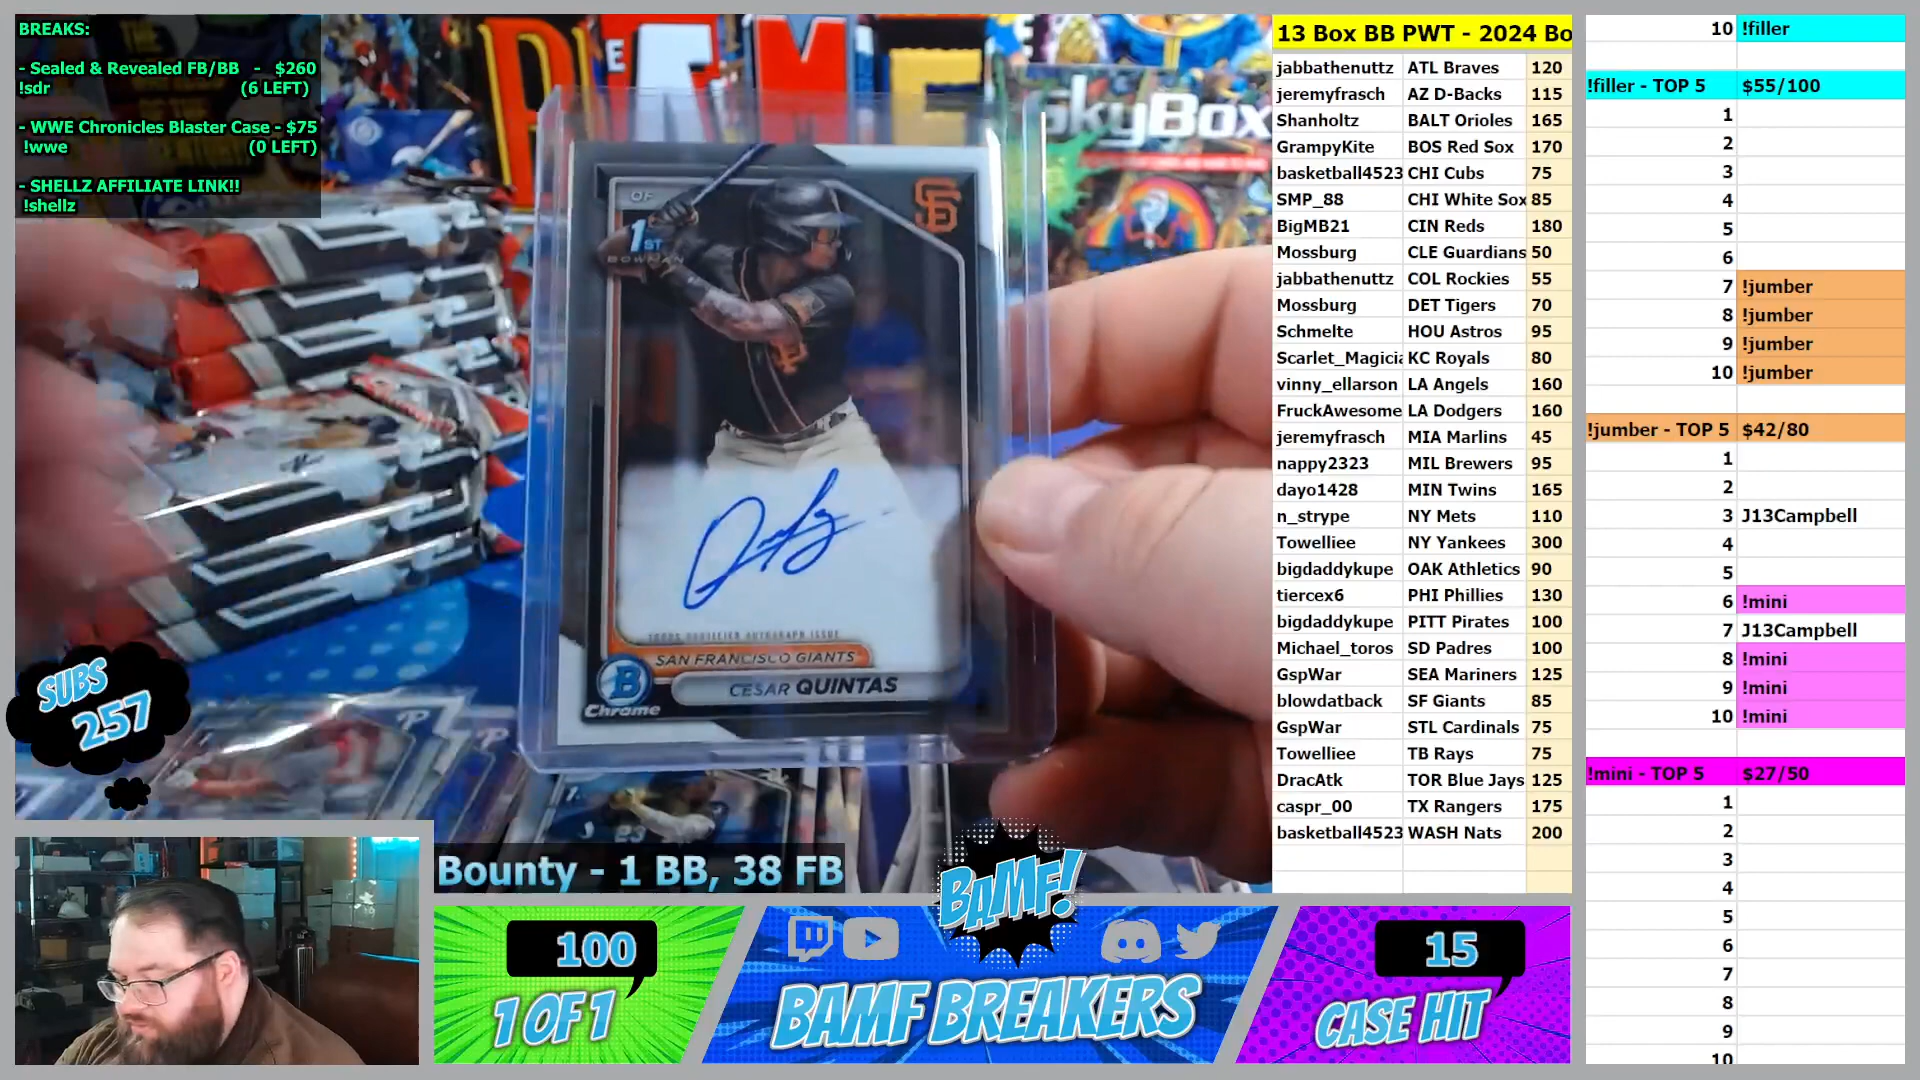 BREAKS:
- Sealed & Revealed FB/BB - $260
!sdr (6 LEFT)
- WWE Chronicles Blaster Case - $75
!wwe (0 LEFT)
- SHELLZ AFFILIATE LINK!!
!shellz
SkyBox
OF
1ST
BOWMAN
SF
TOPPS CERTIFIED AUTOGRAPH ISSUE
SAN FRANCISCO GIANTS
CESAR QUINTAS
B
Chrome
SUBS
257
Bounty - 1 BB, 38 FB
BAMF!
100
1 OF 1
BAMF BREAKERS
15
CASE HIT
13 Box BB PWT - 2024 Bo
jabbathenuttz ATL Braves 120
jeremyfrasch AZ D-Backs 115
Shanholtz BALT Orioles 165
GrampyKite BOS Red Sox 170
basketball4523 CHI Cubs 75
SMP_88 CHI White Sox 85
BigMB21 CIN Reds 180
Mossburg CLE Guardians 50
jabbathenuttz COL Rockies 55
Mossburg DET Tigers 70
Schmelte HOU Astros 95
Scarlet_Magicia KC Royals 80
vinny_ellarson LA Angels 160
FruckAwesome LA Dodgers 160
jeremyfrasch MIA Marlins 45
nappy2323 MIL Brewers 95
dayo1428 MIN Twins 165
n_strype NY Mets 110
Towelliee NY Yankees 300
bigdaddykupe OAK Athletics 90
tiercex6 PHI Phillies 130
bigdaddykupe PITT Pirates 100
Michael_toros SD Padres 100
GspWar SEA Mariners 125
blowdatback SF Giants 85
GspWar STL Cardinals 75
Towelliee TB Rays 75
DracAtk TOR Blue Jays 125
caspr_00 TX Rangers 175
basketball4523 WASH Nats 200
10 !filler
!filler - TOP 5 $55/100
1
2
3
4
5
6
7 !jumber
8 !jumber
9 !jumber
10 !jumber
!jumber - TOP 5 $42/80
1
2
3 J13Campbell
4
5
6 !mini
7 J13Campbell
8 !mini
9 !mini
10 !mini
!mini - TOP 5 $27/50
1
2
3
4
5
6
7
8
9
10